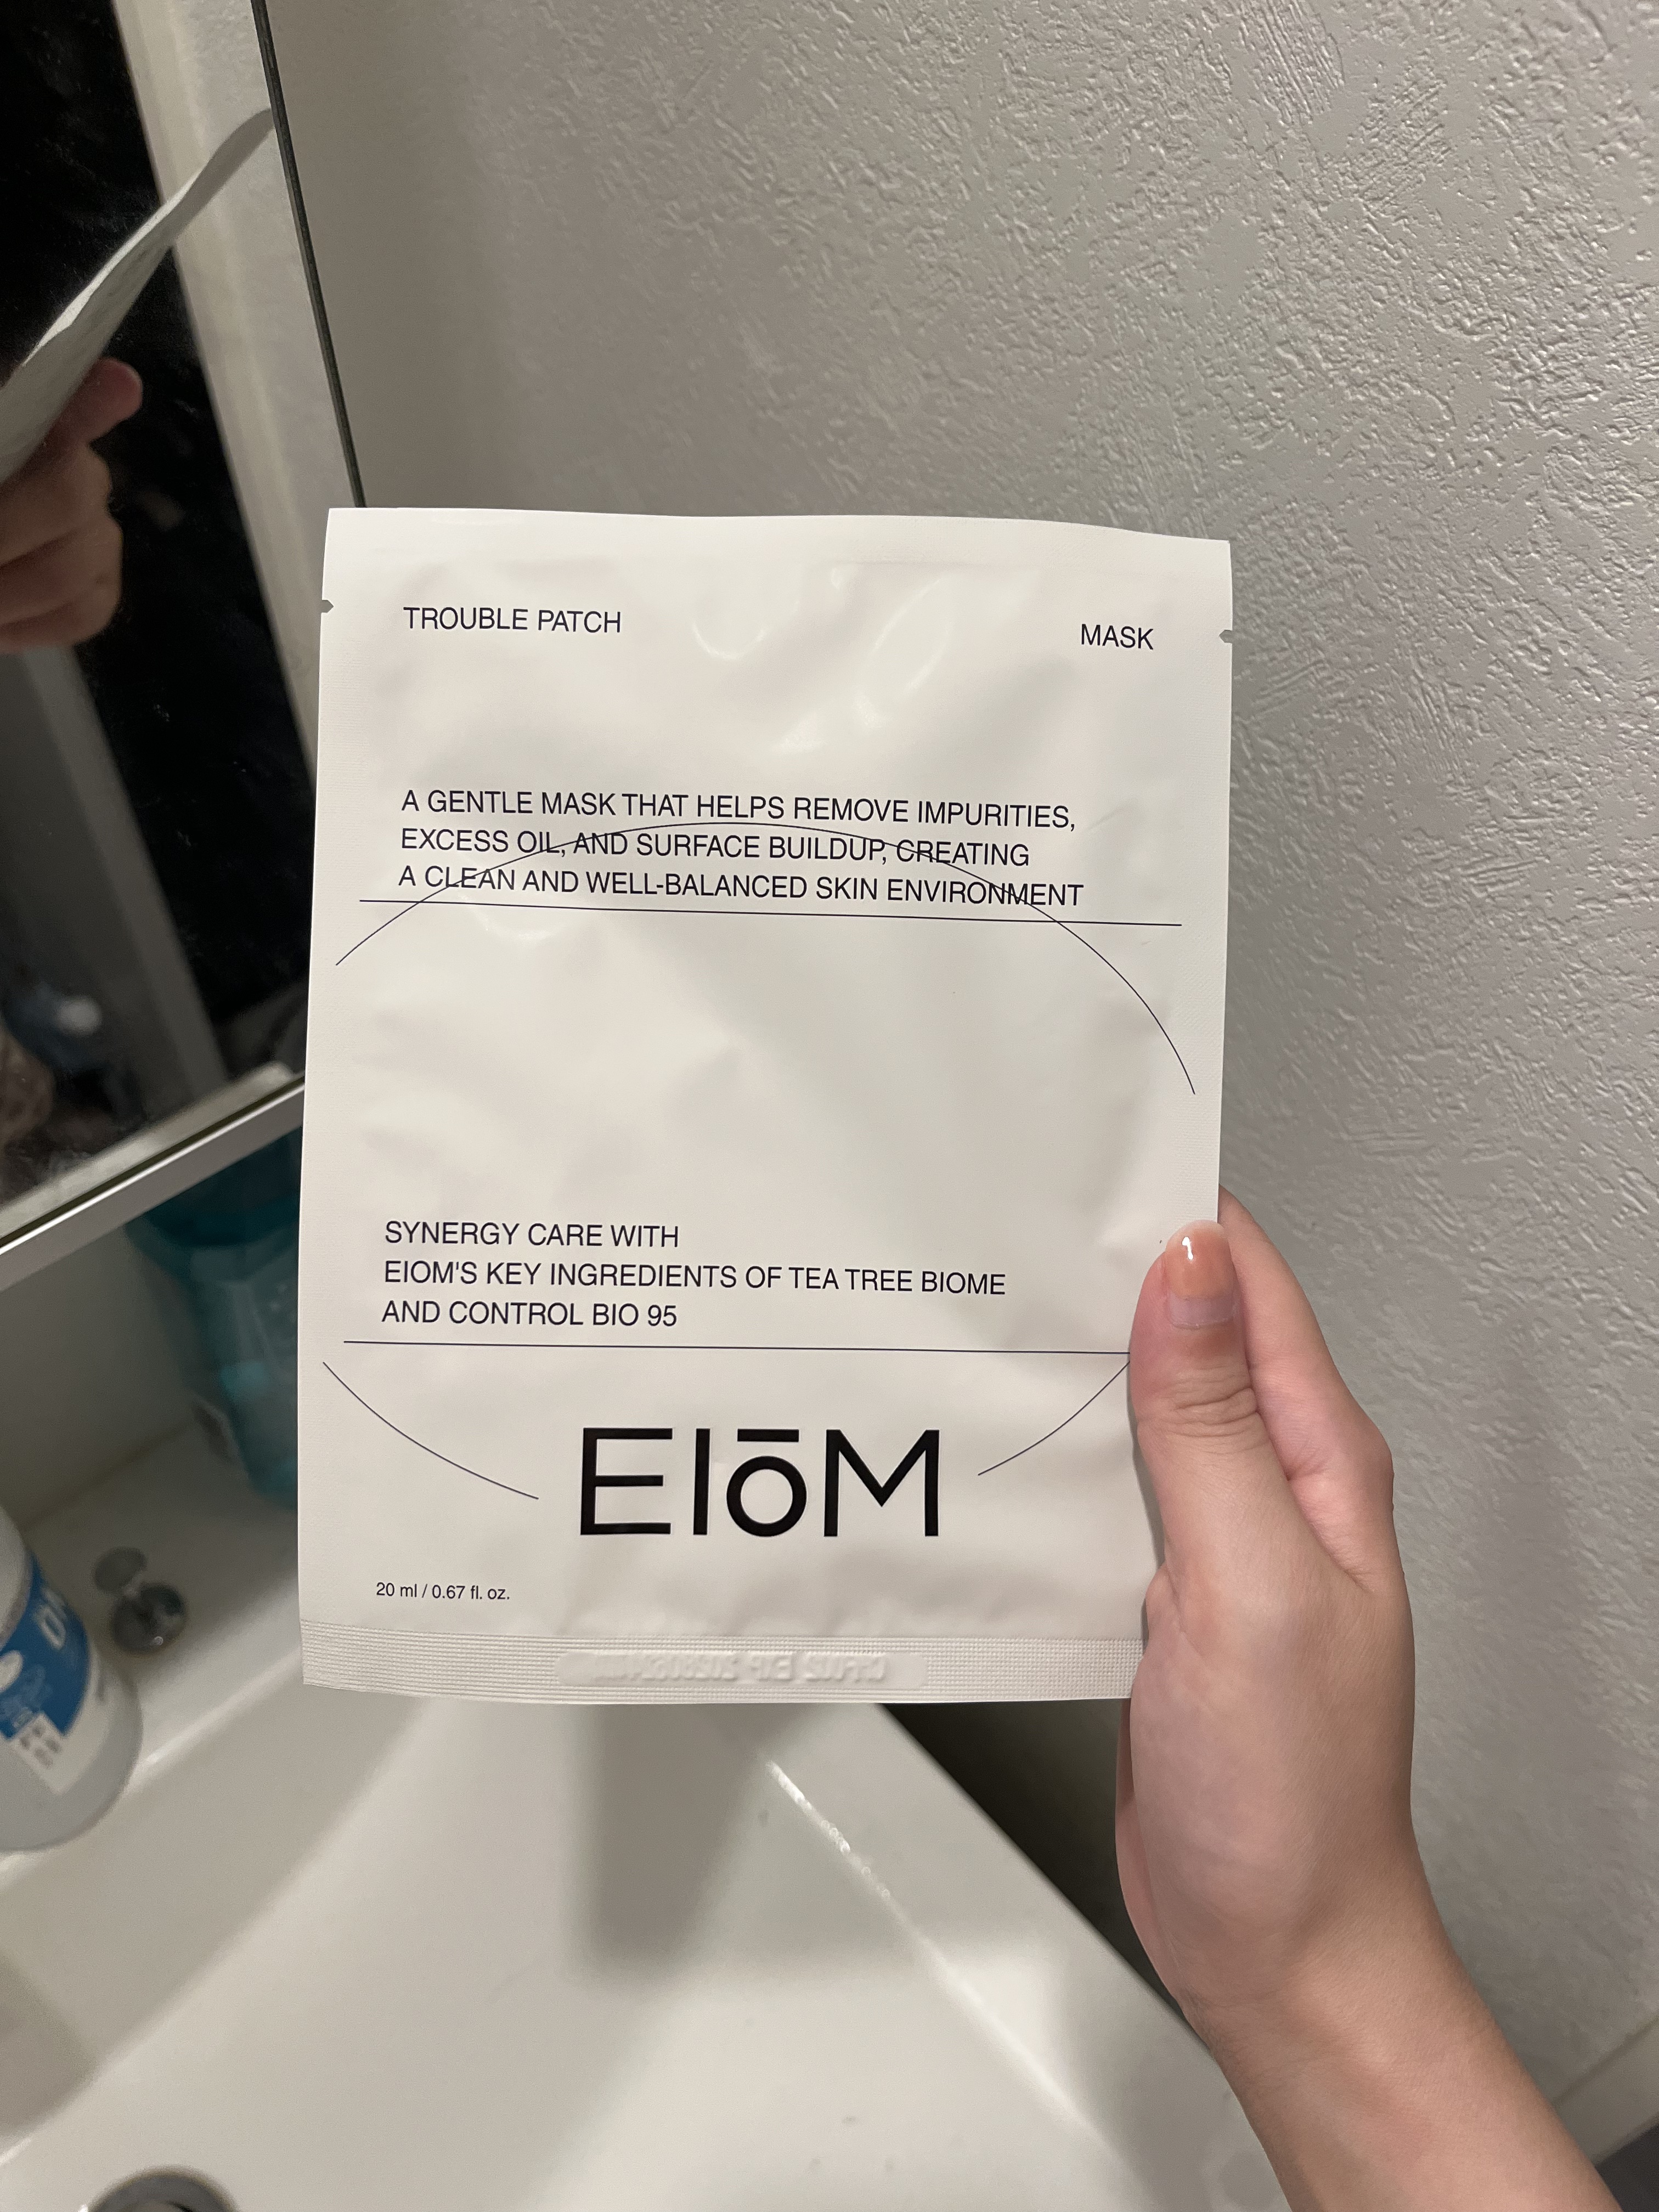 TROUBLE PATCH
MASK
A GENTLE MASK THAT HELPS REMOVE IMPURITIES,
EXCESS OIL, AND SURFACE BUILDUP, CREATING
A CLEAN AND WELL-BALANCED SKIN ENVIRONMENT
SYNERGY CARE WITH
EIOM'S KEY INGREDIENTS OF TEA TREE BIOME
AND CONTROL BIO 95
EIōM
20 ml / 0.67 fl. oz.